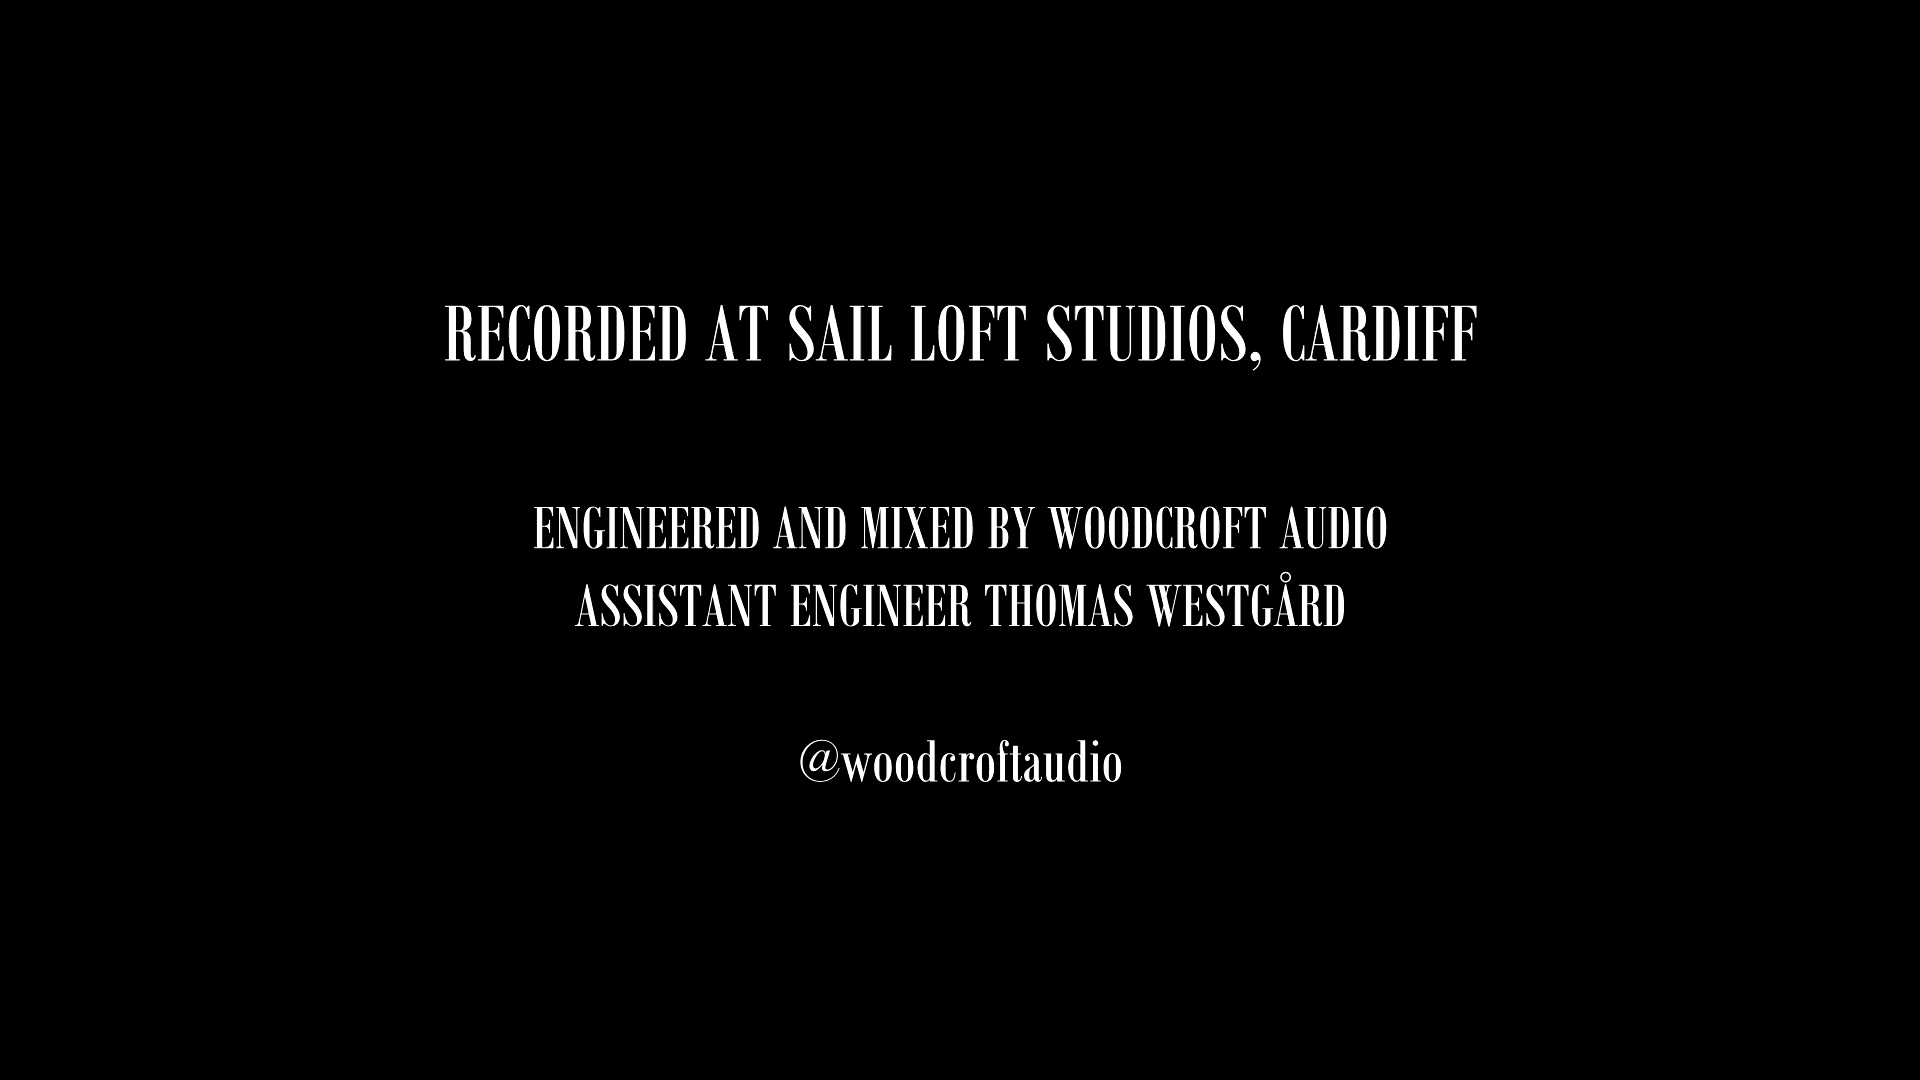 RECORDED AT SAIL LOFT STUDIOS, CARDIFF
ENGINEERED AND MIXED BY WOODCROFT AUDIO
ASSISTANT ENGINEER THOMAS WESTGÅRD
@woodcroftaudio